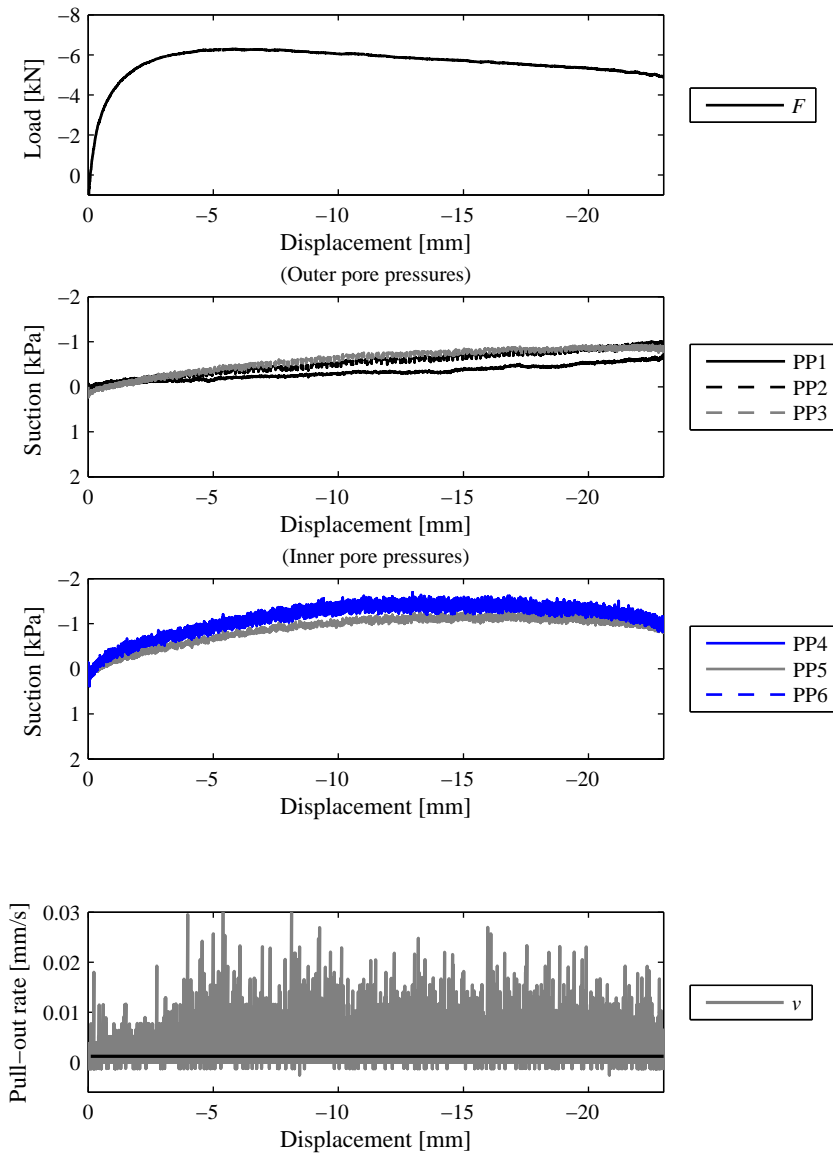 −8
−6
−4
−2
0
Load [kN]
0 −5 −10 −15 −20
Displacement [mm]
F
(Outer pore pressures)
−2
−1
0
1
2
Suction [kPa]
0 −5 −10 −15 −20
Displacement [mm]
PP1
PP2
PP3
(Inner pore pressures)
−2
−1
0
1
2
Suction [kPa]
0 −5 −10 −15 −20
Displacement [mm]
PP4
PP5
PP6
0.03
0.02
0.01
0
Pull−out rate [mm/s]
0 −5 −10 −15 −20
Displacement [mm]
v